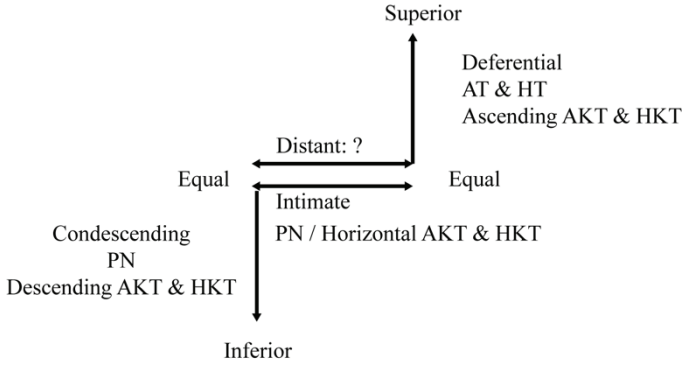 Superior
Deferential
AT & HT
Ascending AKT & HKT
Distant: ?
Equal
Equal
Intimate
PN / Horizontal AKT & HKT
Condescending
PN
Descending AKT & HKT
Inferior